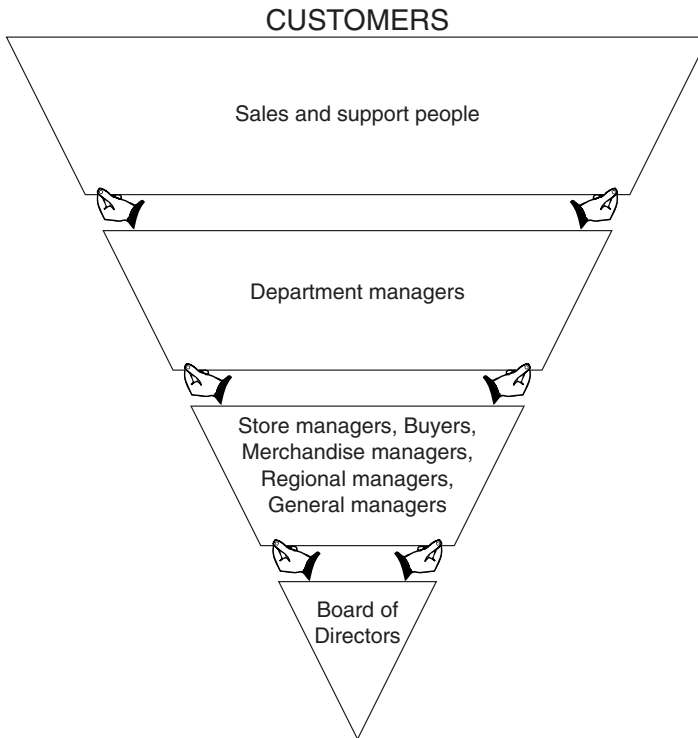 CUSTOMERS
Sales and support people
Department managers
Store managers, Buyers,
Merchandise managers,
Regional managers,
General managers
Board of
Directors